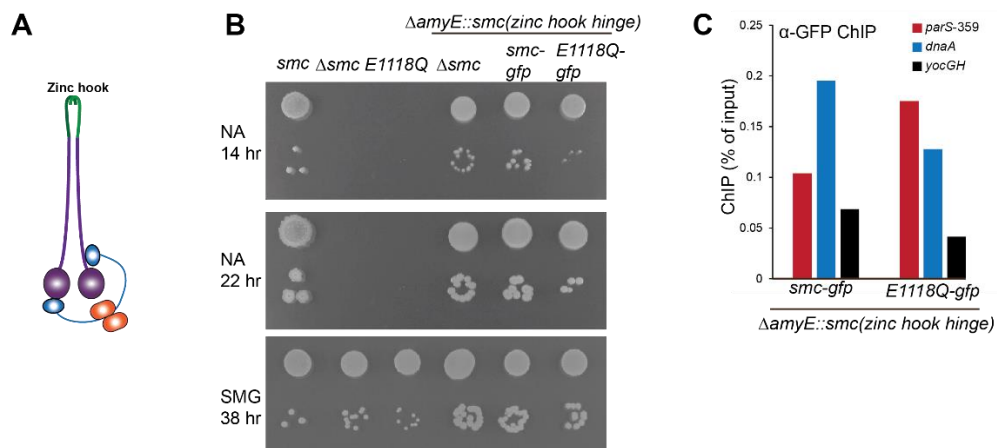 A
Zinc hook
B
ΔamyE::smc(zinc hook hinge)
smc Δsmc E1118Q Δsmc smc-gfp E1118Q-gfp
NA
14 hr
NA
22 hr
SMG
38 hr
C
α-GFP ChIP
parS-359
dnaA
yocGH
ChIP (% of input)
0.2
0.15
0.1
0.05
0
smc-gfp E1118Q-gfp
ΔamyE::smc(zinc hook hinge)